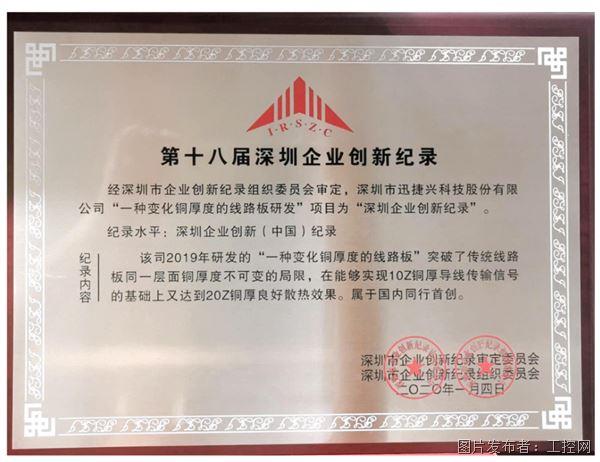 I·R·S·Z·C
第十八届深圳企业创新纪录
经深圳市企业创新纪录组织委员会审定，深圳市迅捷兴科技股份有限
公司“一种变化铜厚度的线路板研发”项目为“深圳企业创新纪录”。
纪录水平：深圳企业创新（中国）纪录
纪录内容
该司2019年研发的“一种变化铜厚度的线路板”突破了传统线路
板同一层面铜厚度不可变的局限，在能够实现1OZ铜厚导线传输信号
的基础上又达到20Z铜厚良好散热效果。属于国内同行首创。
深圳市企业创新纪录审定委员会
深圳市企业创新纪录组织委员会
二〇二〇年一月四日
图片发布者：工控网